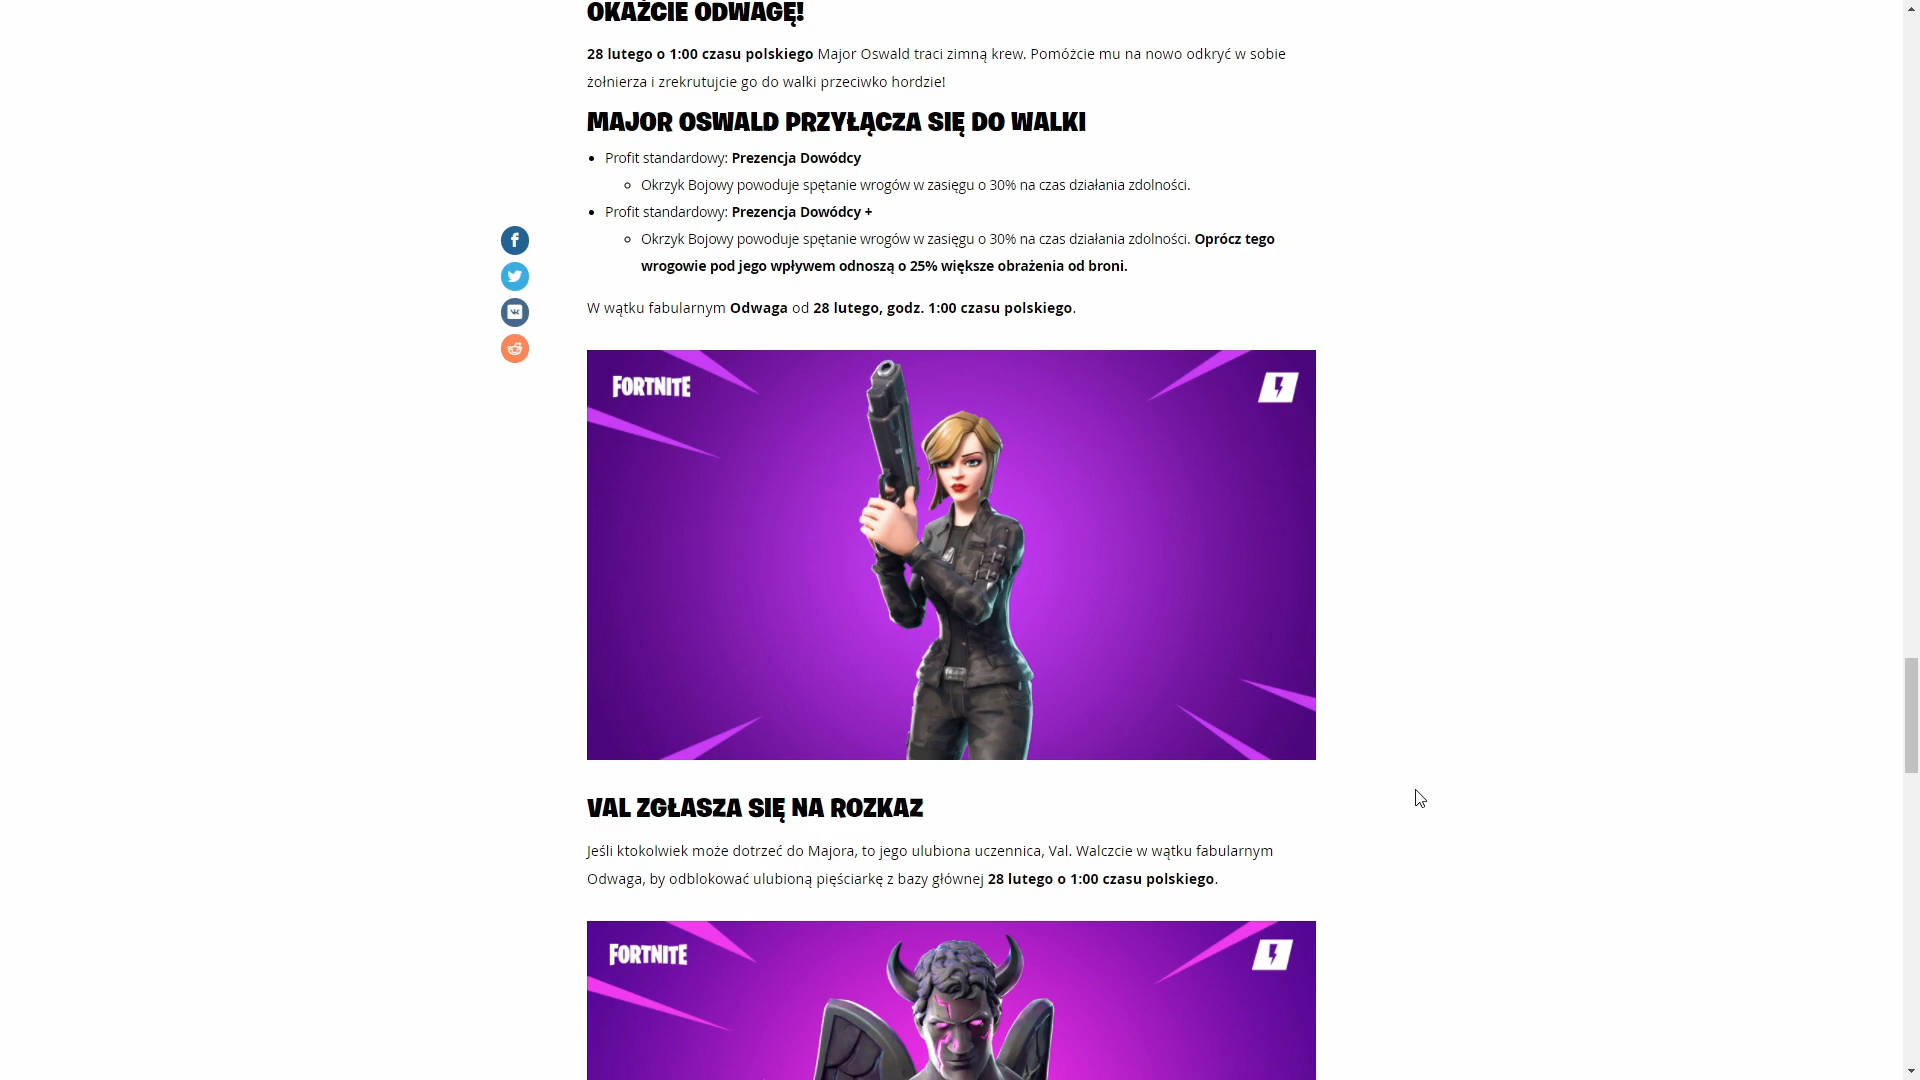 OKAŻCIE ODWAGĘ!
28 lutego o 1:00 czasu polskiego Major Oswald traci zimną krew. Pomóżcie mu na nowo odkryć w sobie
żołnierza i zrekrutujcie go do walki przeciwko hordzie!
MAJOR OSWALD PRZYŁĄCZA SIĘ DO WALKI
Profit standardowy: Prezencja Dowódcy
Okrzyk Bojowy powoduje spętanie wrogów w zasięgu o 30% na czas działania zdolności.
Profit standardowy: Prezencja Dowódcy +
Okrzyk Bojowy powoduje spętanie wrogów w zasięgu o 30% na czas działania zdolności. Oprócz tego
wrogowie pod jego wpływem odnoszą o 25% większe obrażenia od broni.
W wątku fabularnym Odwaga od 28 lutego, godz. 1:00 czasu polskiego.
FORTNITE
VAL ZGŁASZA SIĘ NA ROZKAZ
Jeśli ktokolwiek może dotrzeć do Majora, to jego ulubiona uczennica, Val. Walczcie w wątku fabularnym
Odwaga, by odblokować ulubioną pięściarkę z bazy głównej 28 lutego o 1:00 czasu polskiego.
FORTNITE